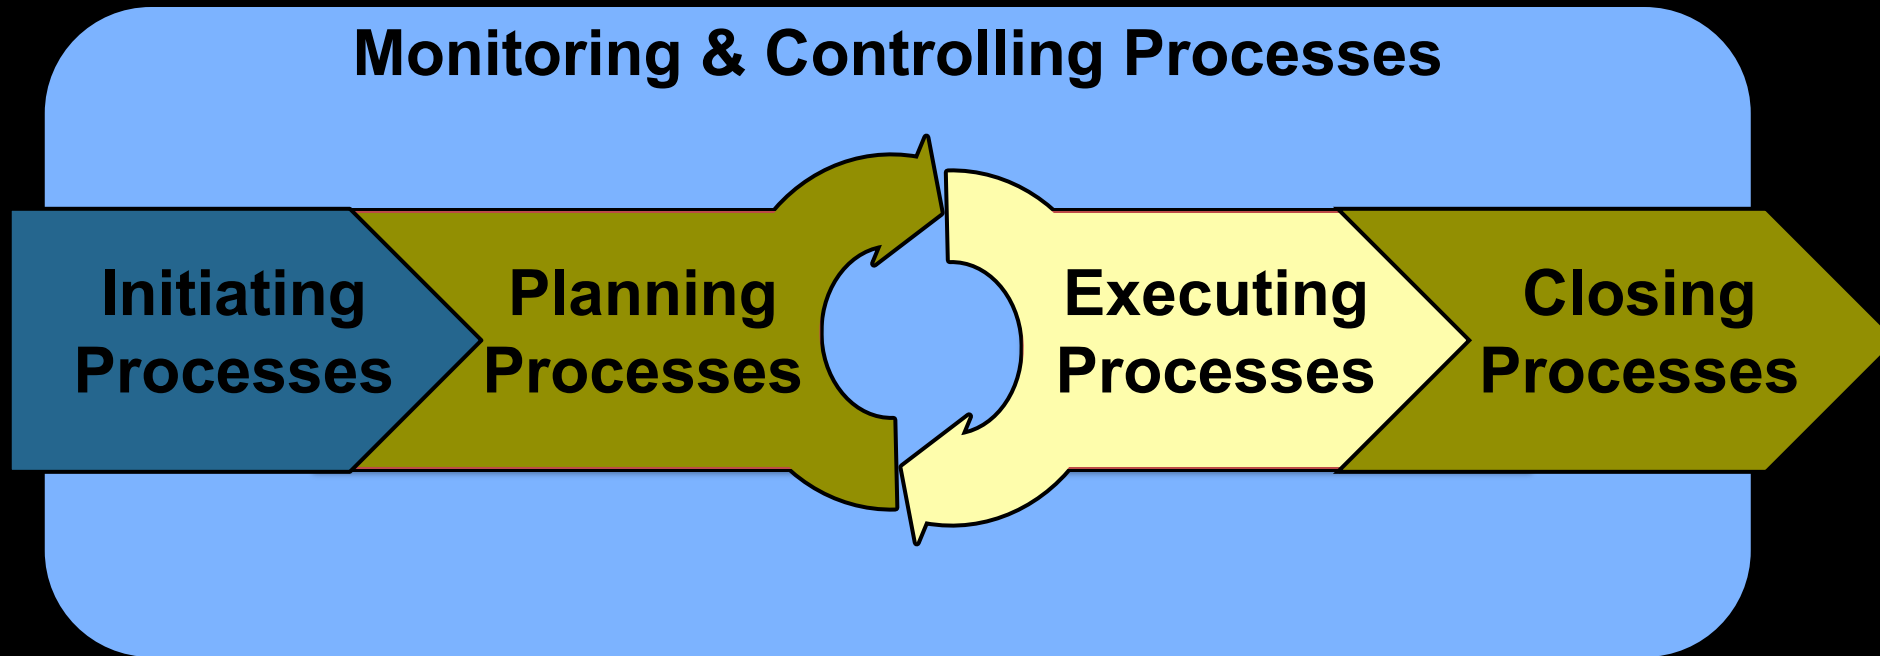 Monitoring & Controlling Processes
Initiating
Processes
Planning
Processes
Executing
Processes
Closing
Processes